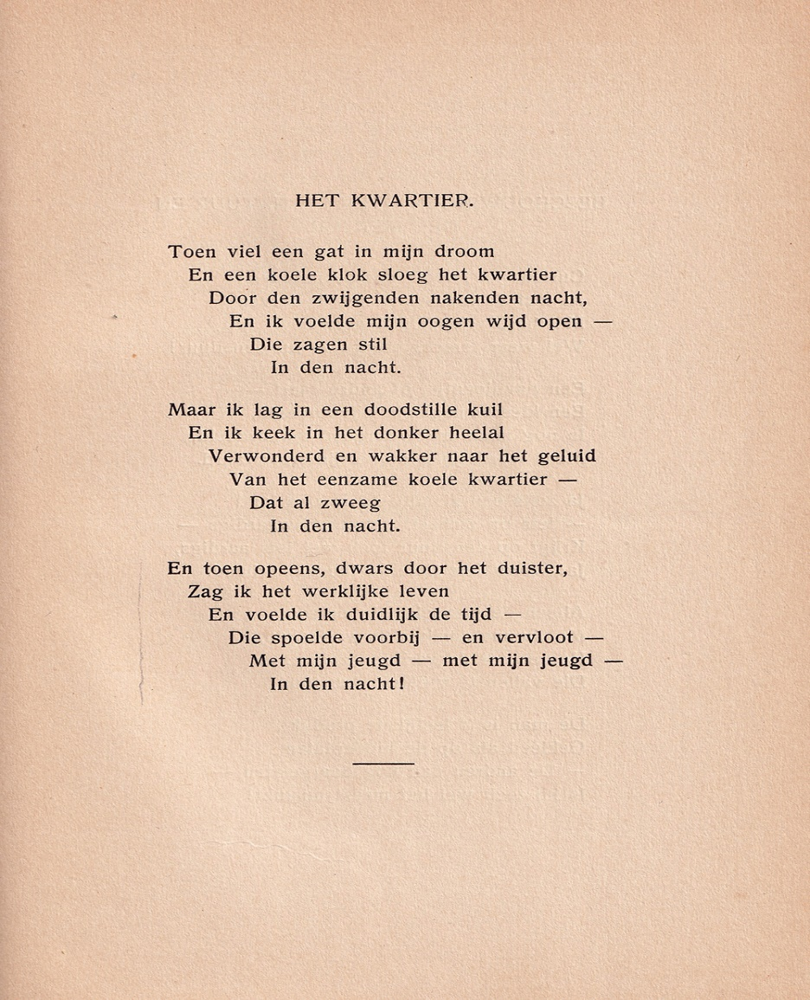 HET KWARTIER.
Toen viel een gat in mijn droom
En een koele klok sloeg het kwartier
Door den zwijgenden nakenden nacht,
En ik voelde mijn oogen wijd open —
Die zagen stil
In den nacht.
Maar ik lag in een doodstille kuil
En ik keek in het donker heelal
Verwonderd en wakker naar het geluid
Van het eenzame koele kwartier —
Dat al zweeg
In den nacht.
En toen opeens, dwars door het duister,
Zag ik het werklijke leven
En voelde ik duidlijk de tijd —
Die spoelde voorbij — en vervloot —
Met mijn jeugd — met mijn jeugd —
In den nacht!